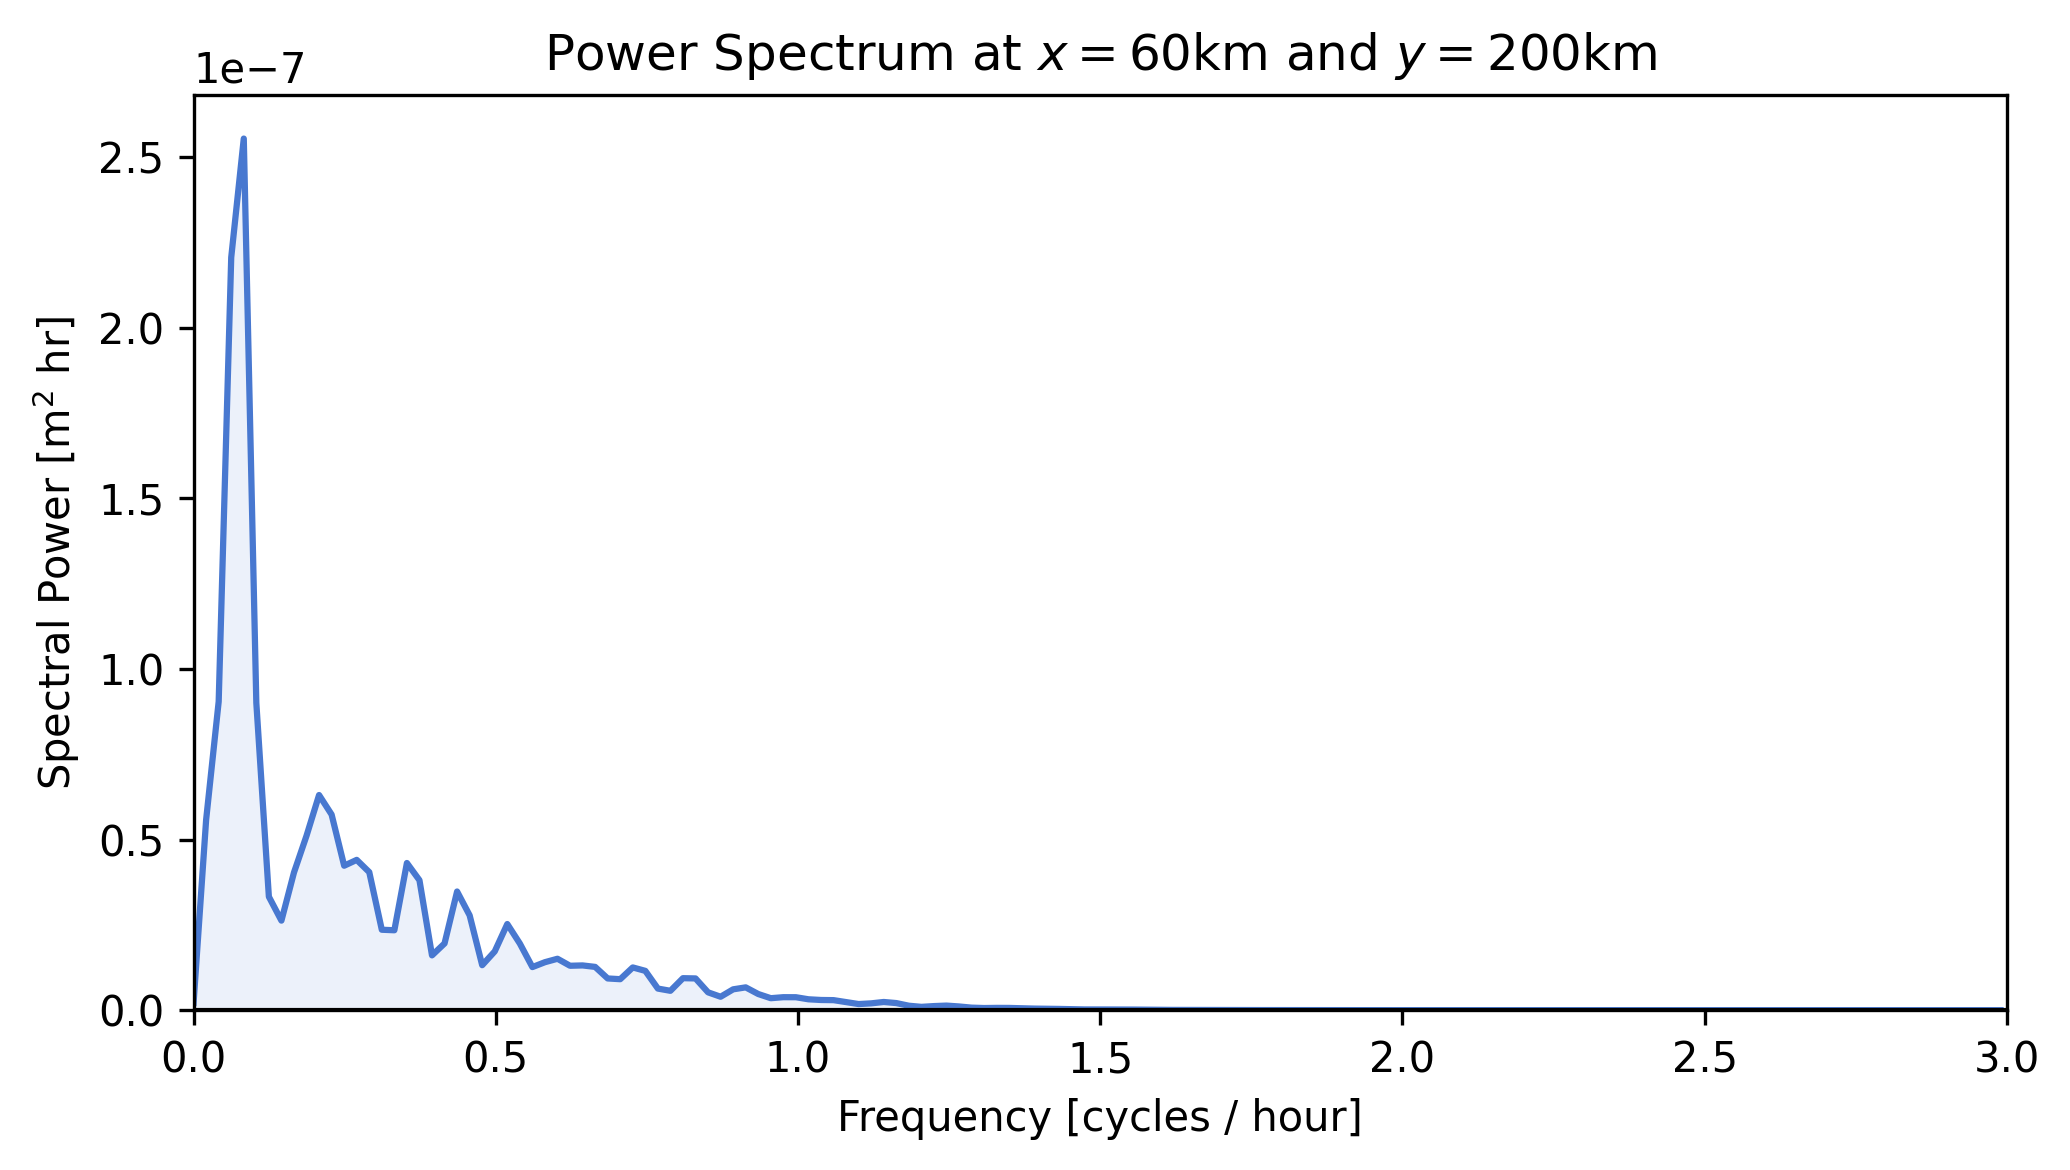 Power Spectrum at x = 60km and y = 200km
1e−7
2.5
2.0
1.5
1.0
0.5
0.0
Spectral Power [m² hr]
0.0 0.5 1.0 1.5 2.0 2.5 3.0
Frequency [cycles / hour]